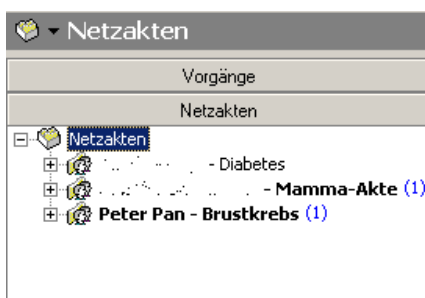 Netzakten
Vorgänge
Netzakten
Netzakten
- Diabetes
- Mamma-Akte (1)
Peter Pan - Brustkrebs (1)